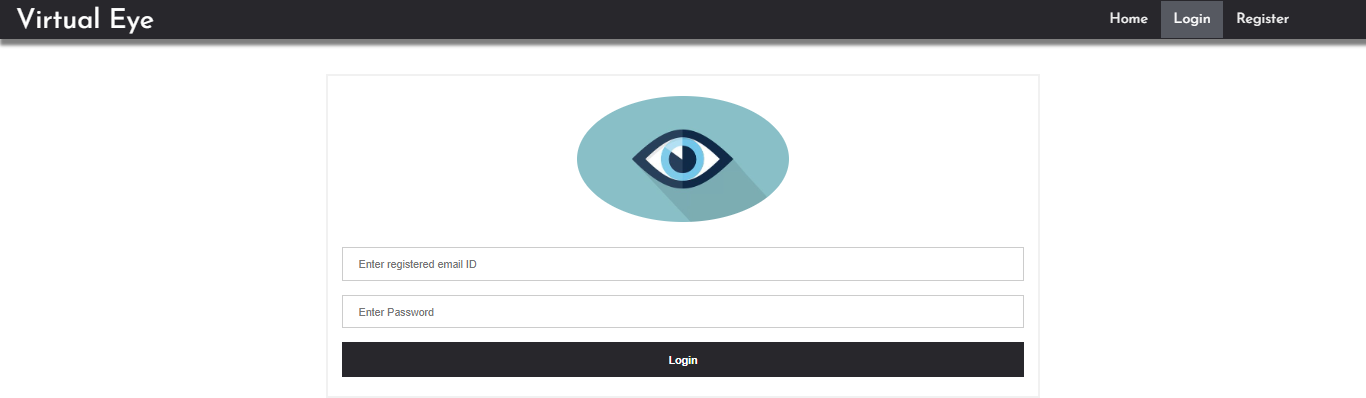 Virtual Eye
Home Login Register
Enter registered email ID
Enter Password
Login